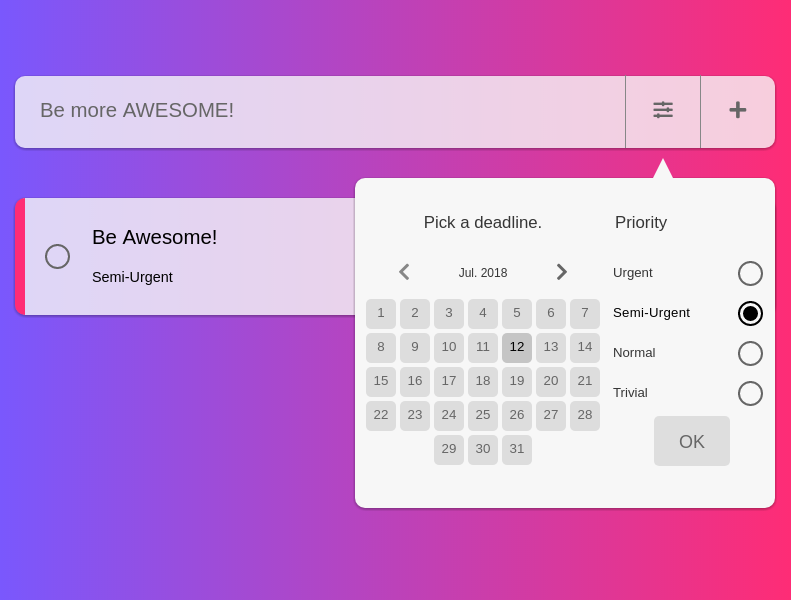 Be more AWESOME!
Be Awesome!
Semi-Urgent
Pick a deadline.
Jul. 2018
1 2 3 4 5 6 7
8 9 10 11 12 13 14
15 16 17 18 19 20 21
22 23 24 25 26 27 28
29 30 31
Priority
Urgent
Semi-Urgent
Normal
Trivial
OK